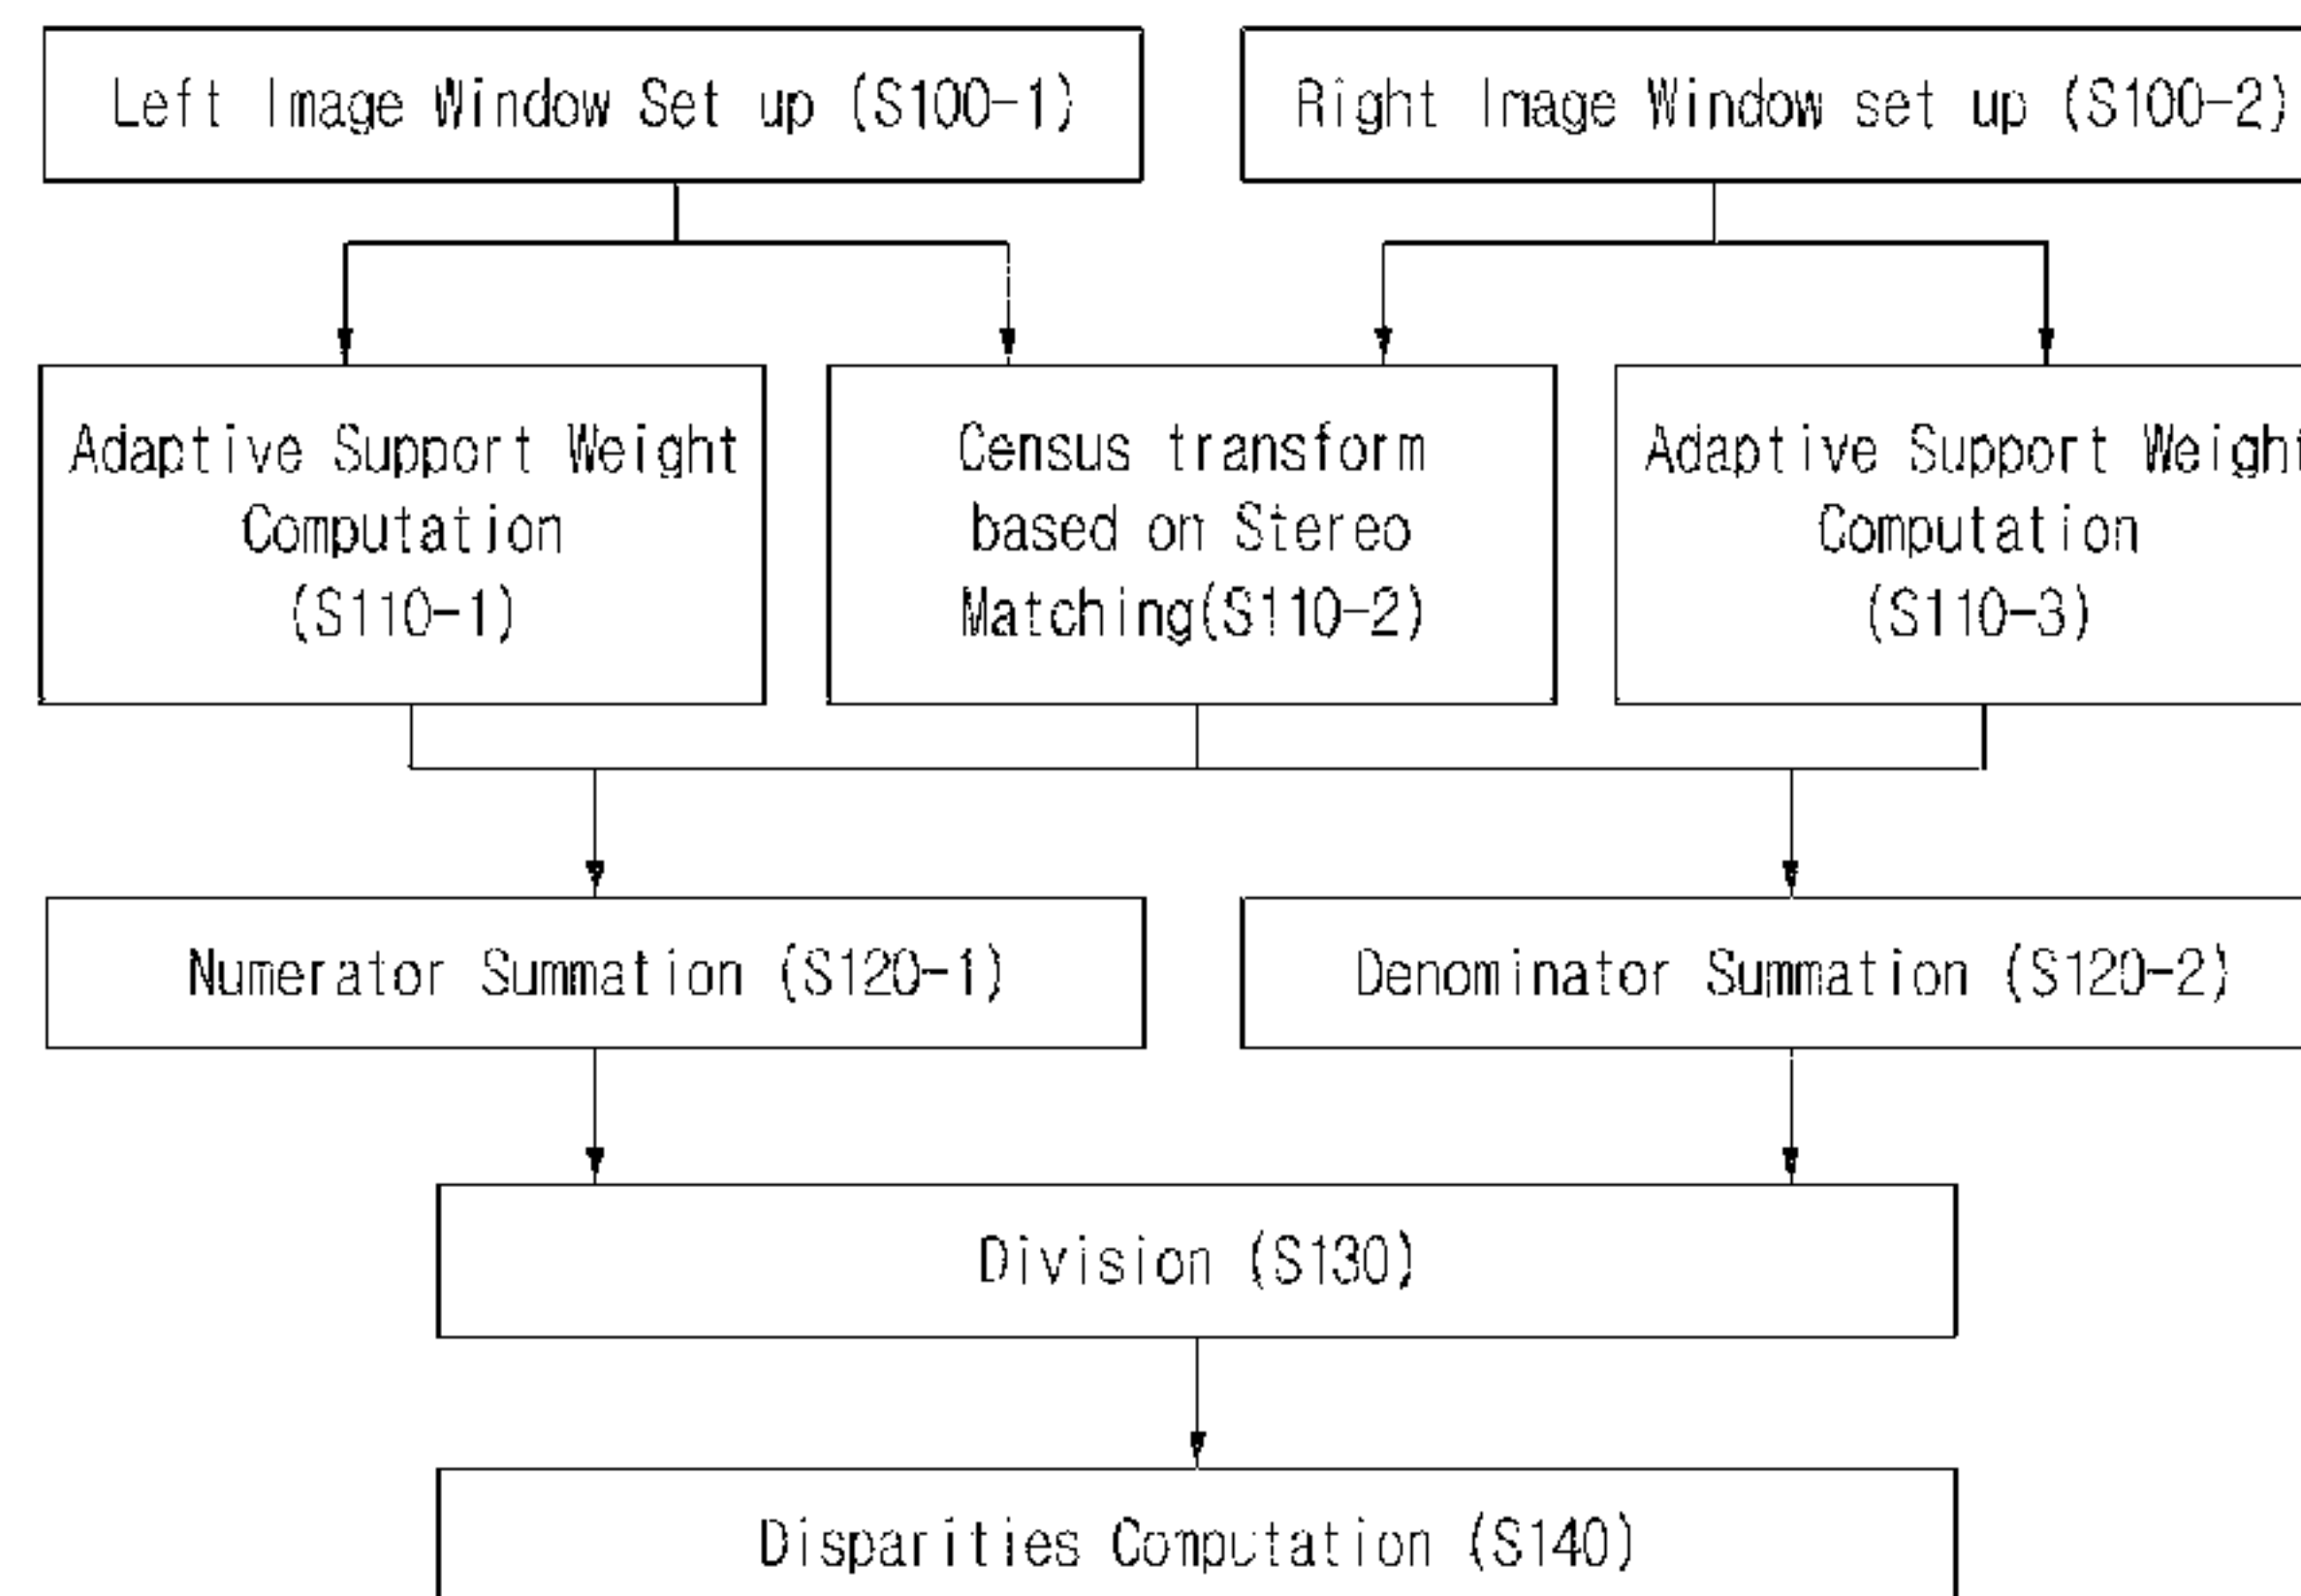 Left Image Window Set up (S100-1)
Right Image Window set up (S100-2)
Adaptive Support Weight
Computation
(S110-1)
Census transform
based on Stereo
Matching(S110-2)
Adaptive Support Weight
Computation
(S110-3)
Numerator Summation (S120-1)
Denominator Summation (S120-2)
Division (S130)
Disparities Computation (S140)